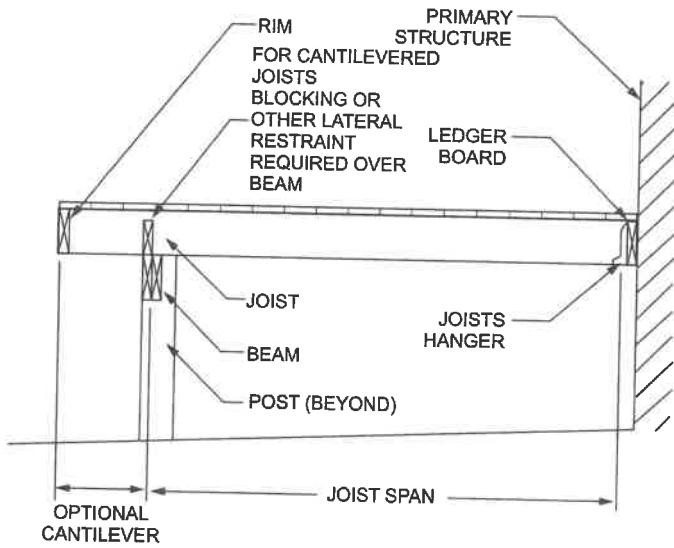 RIM
FOR CANTILEVERED
JOISTS
BLOCKING OR
OTHER LATERAL
RESTRAINT
REQUIRED OVER
BEAM
PRIMARY
STRUCTURE
LEDGER
BOARD
JOIST
BEAM
POST (BEYOND)
JOISTS
HANGER
JOIST SPAN
OPTIONAL
CANTILEVER